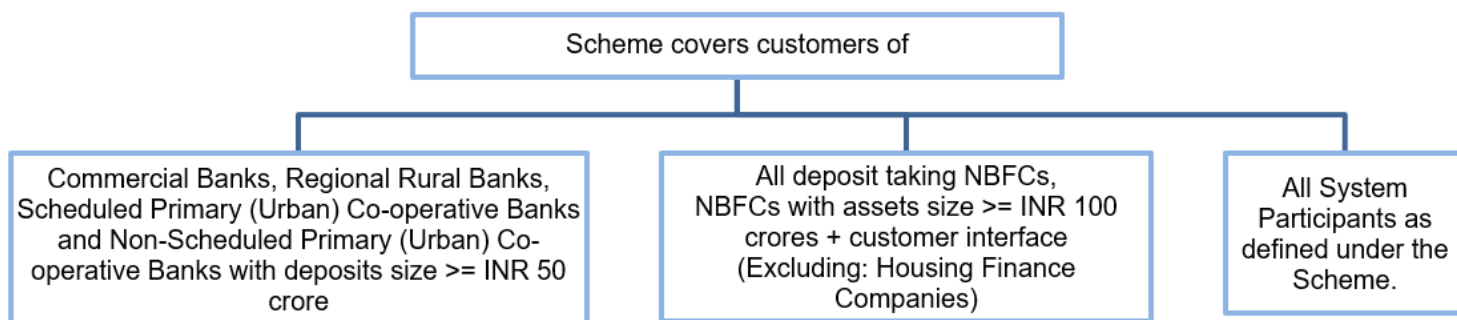 Scheme covers customers of
Commercial Banks, Regional Rural Banks,
Scheduled Primary (Urban) Co-operative Banks
and Non-Scheduled Primary (Urban) Co-
operative Banks with deposits size >= INR 50
crore
All deposit taking NBFCs,
NBFCs with assets size >= INR 100
crores + customer interface
(Excluding: Housing Finance
Companies)
All System
Participants as
defined under the
Scheme.